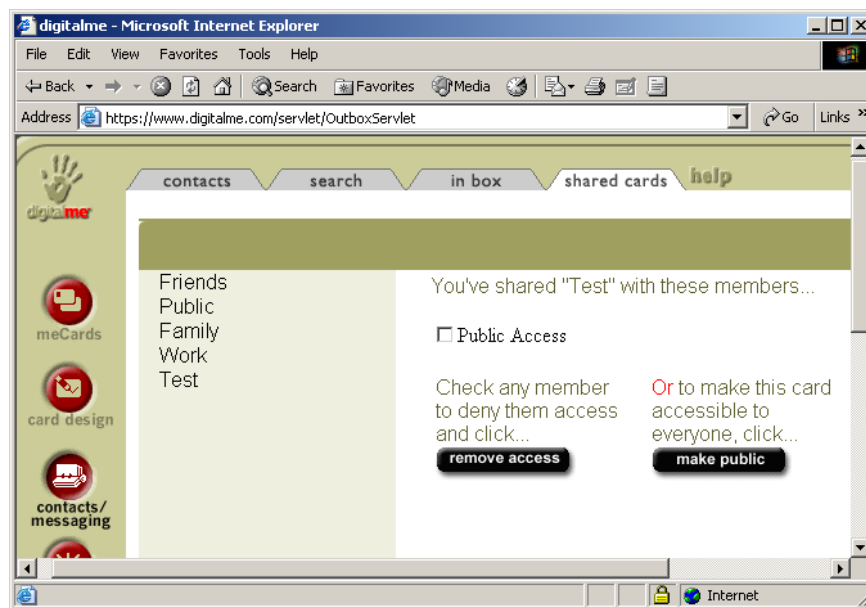 digitalme - Microsoft Internet Explorer
File Edit View Favorites Tools Help
Back Search Favorites Media
Address https://www.digitalme.com/servlet/OutboxServlet Go Links »
contacts search in box shared cards help
digitalme
Friends
Public
Family
Work
Test
You've shared "Test" with these members...
Public Access
Check any member
to deny them access
and click...
remove access
Or to make this card
accessible to
everyone, click...
make public
meCards
card design
contacts/
messaging
Internet